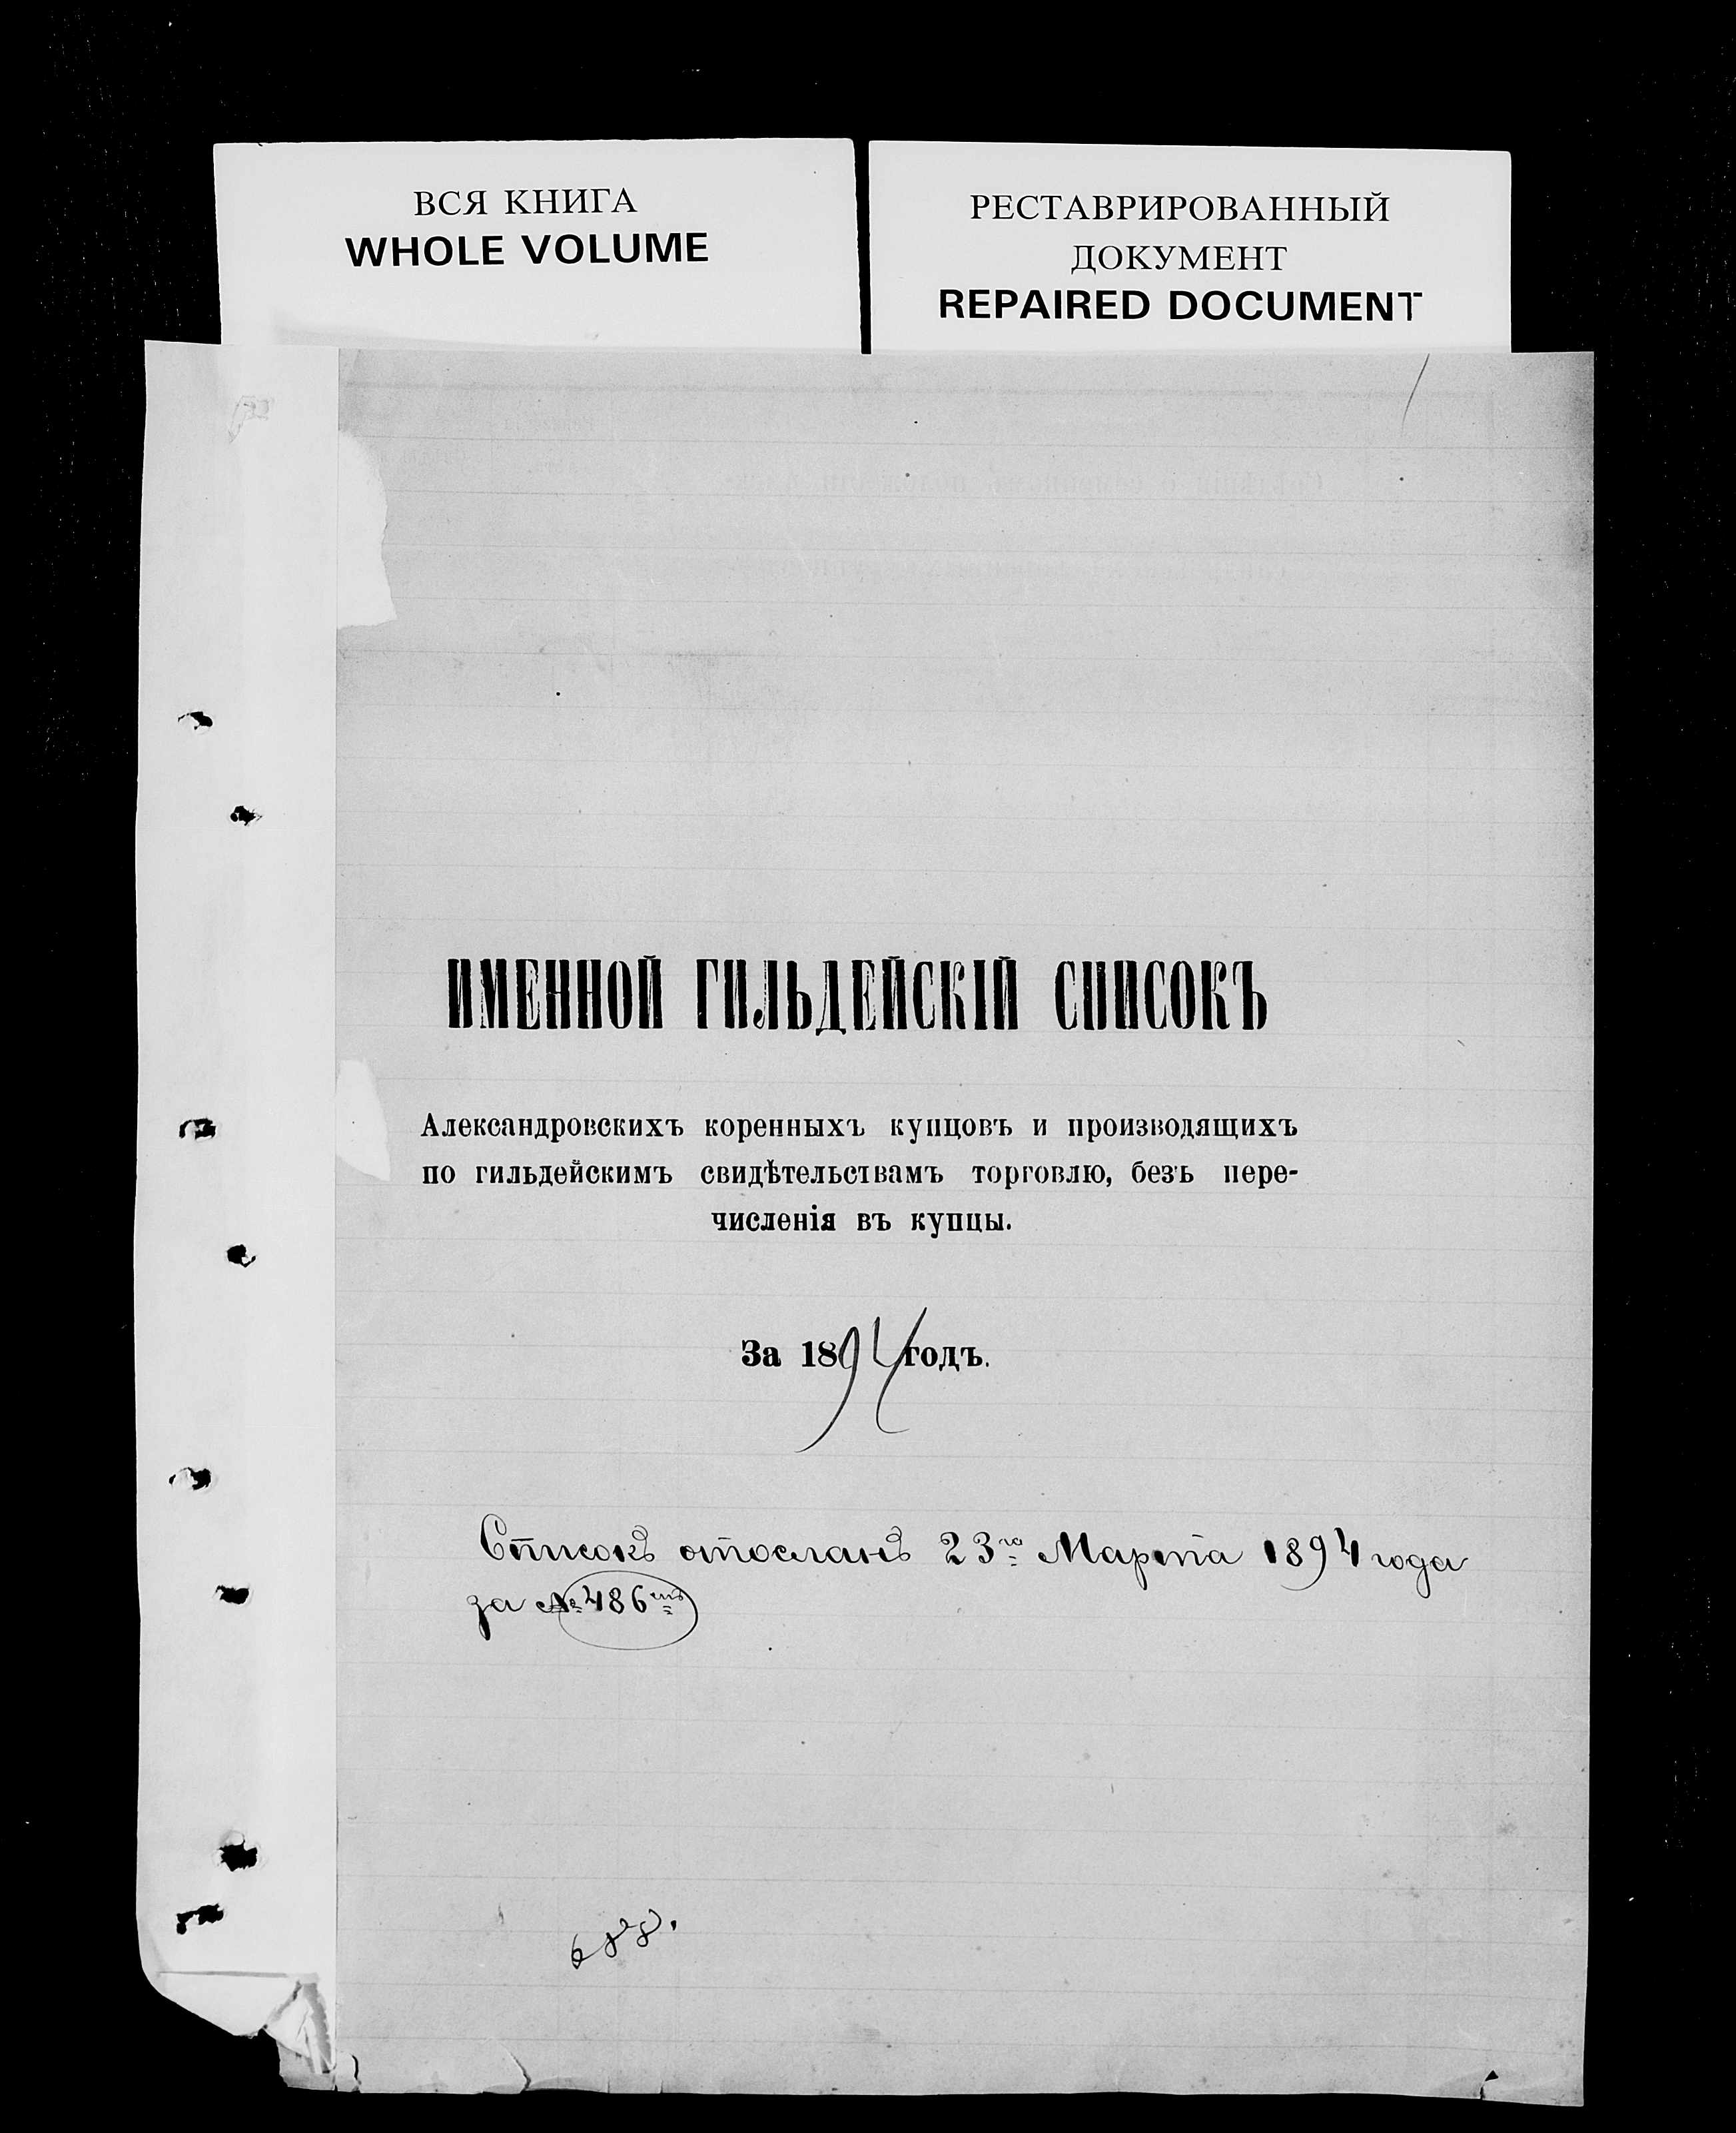 ВСЯ КНИГА
WHOLE VOLUME
РЕСТАВРИРОВАННЫЙ
ДОКУМЕНТ
REPAIRED DOCUMENT
ИМЕННОЙ ГИЛЬДЕЙСКІЙ СПИСОКЪ
Александровскихъ коренныхъ купцовъ и производящихъ
по гильдейскимъ свидѣтельствамъ торговлю, безъ пере-
численія въ купцы.
За 1894 годъ.
Списокъ отосланъ 23го Марта 1894 года
за № 486